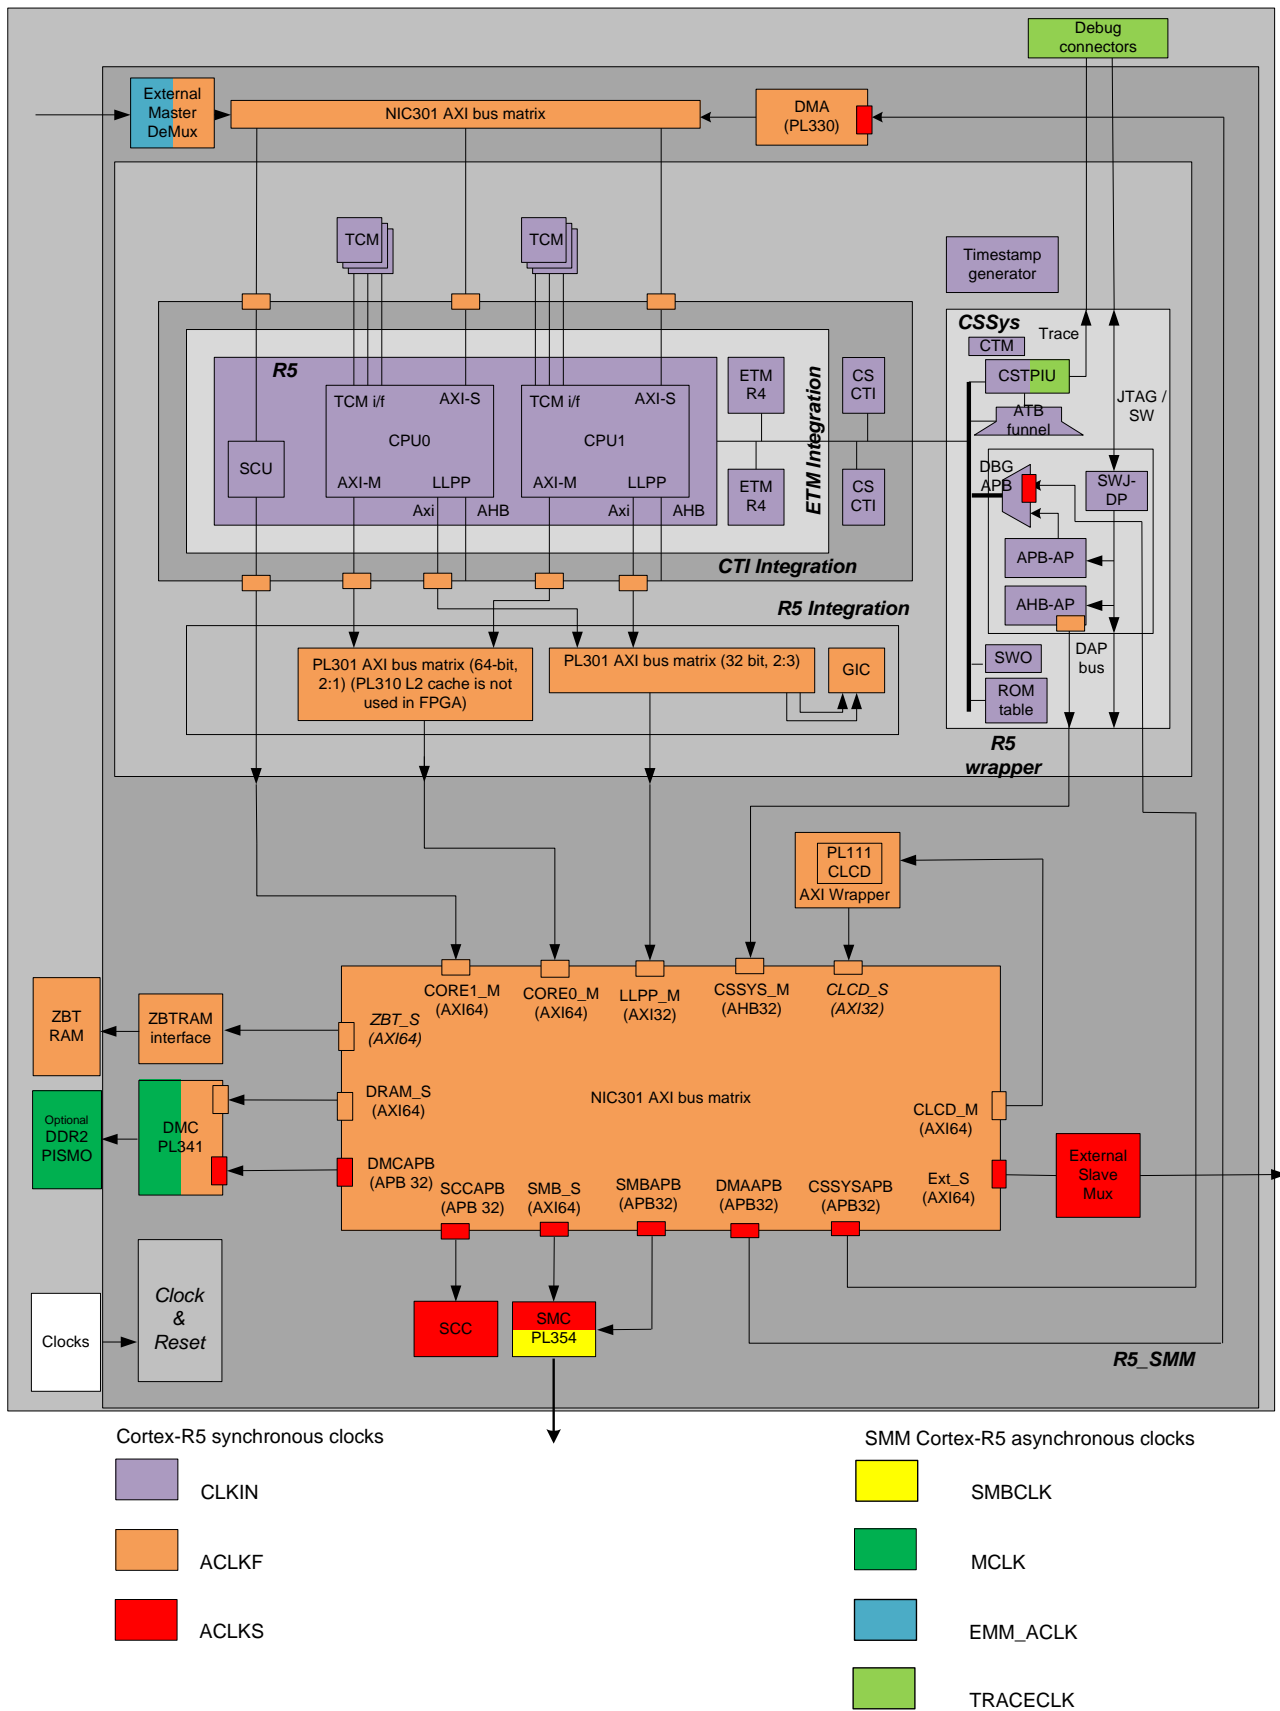 Debug
connectors
External
Master
DeMux
NIC301 AXI bus matrix
DMA
(PL330)
TCM
TCM
Timestamp
generator
CSSys
Trace
CTM
CSTPIU
ATB
funnel
JTAG /
SW
DBG
APB
SWJ-
DP
APB-AP
AHB-AP
DAP
bus
SWO
ROM
table
R5
wrapper
R5
TCM i/f
AXI-S
CPU0
AXI-M
LLPP
SCU
Axi
AHB
TCM i/f
AXI-S
CPU1
AXI-M
LLPP
Axi
AHB
ETM
R4
ETM
R4
ETM Integration
CS
CTI
CS
CTI
CTI Integration
R5 Integration
PL301 AXI bus matrix (64-bit,
2:1) (PL310 L2 cache is not
used in FPGA)
PL301 AXI bus matrix (32 bit, 2:3)
GIC
PL111
CLCD
AXI Wrapper
ZBT
RAM
ZBTRAM
interface
Optional
DDR2
PISMO
DMC
PL341
CORE1_M
(AXI64)
CORE0_M
(AXI64)
LLPP_M
(AXI32)
CSSYS_M
(AHB32)
CLCD_S
(AXI32)
ZBT_S
(AXI64)
DRAM_S
(AXI64)
NIC301 AXI bus matrix
CLCD_M
(AXI64)
DMCAPB
(APB 32)
SCCAPB
(APB 32)
SMB_S
(AXI64)
SMBAPB
(APB32)
DMAAPB
(APB32)
CSSYSAPB
(APB32)
Ext_S
(AXI64)
External
Slave
Mux
Clock
&
Reset
Clocks
SCC
SMC
PL354
R5_SMM
Cortex-R5 synchronous clocks
CLKIN
ACLKF
ACLKS
SMM Cortex-R5 asynchronous clocks
SMBCLK
MCLK
EMM_ACLK
TRACECLK